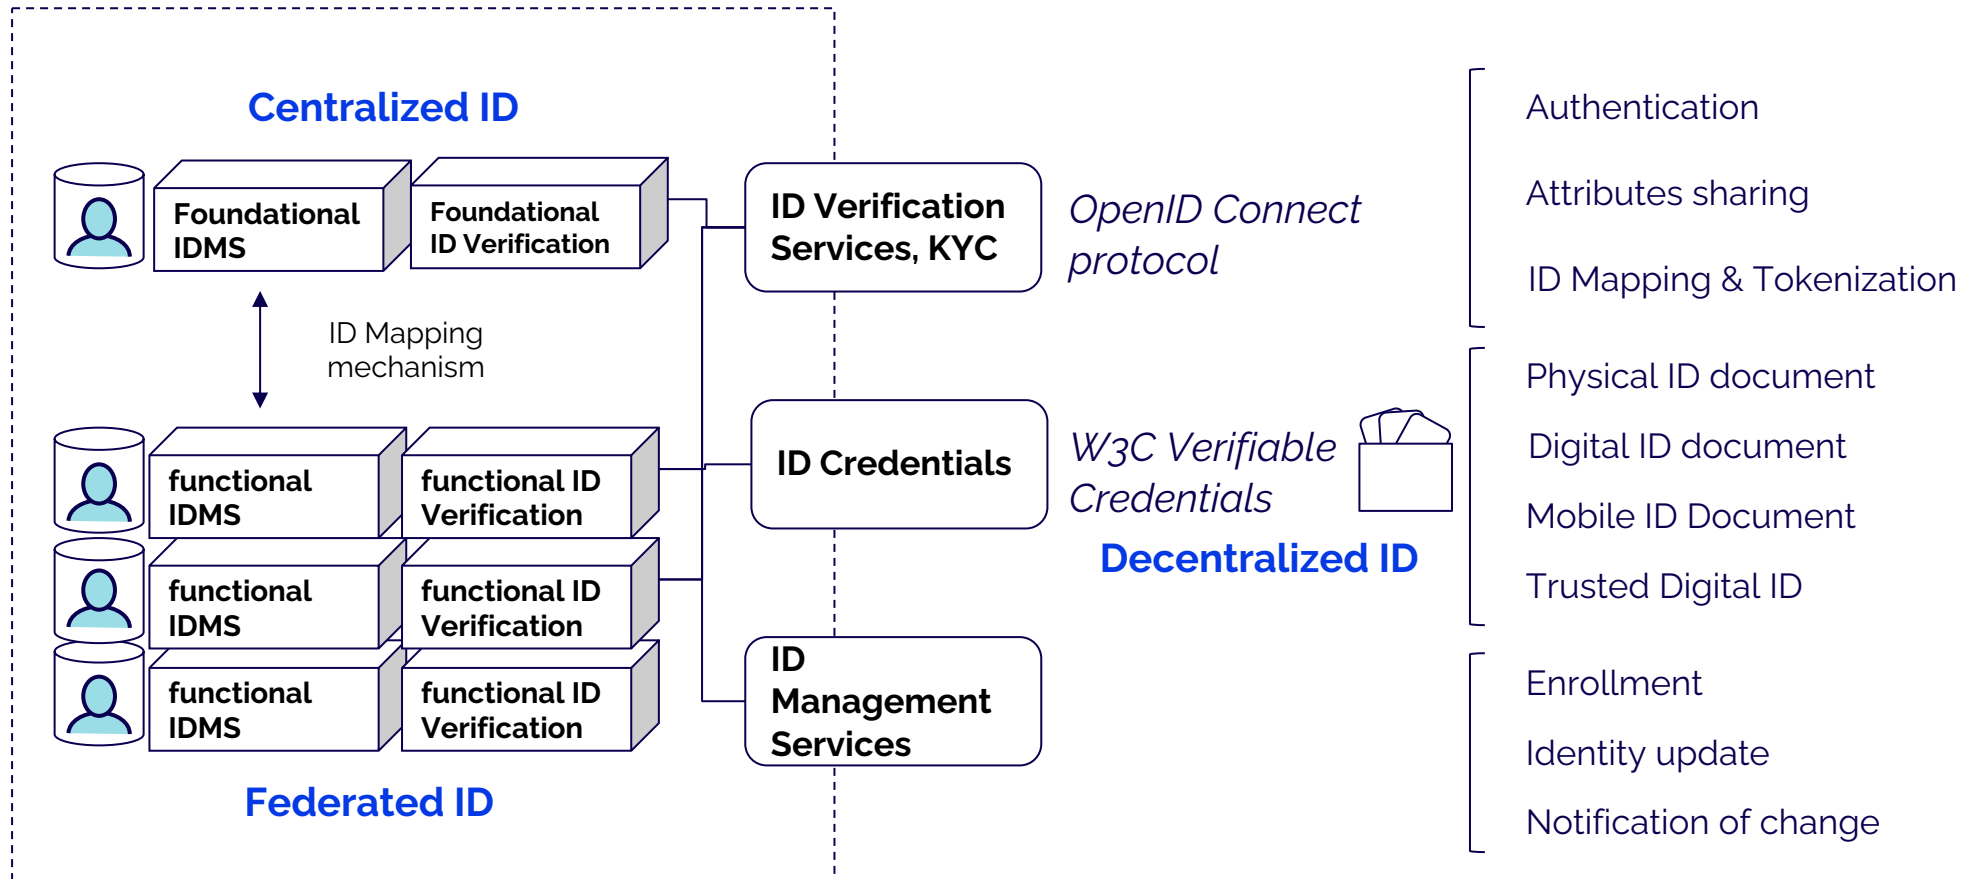 Centralized ID
Foundational
IDMS
Foundational
ID Verification
ID Mapping
mechanism
functional
IDMS
functional ID
Verification
functional
IDMS
functional ID
Verification
functional
IDMS
functional ID
Verification
Federated ID
ID Verification
Services, KYC
OpenID Connect
protocol
ID Credentials
W3C Verifiable
Credentials
Decentralized ID
ID
Management
Services
Authentication
Attributes sharing
ID Mapping & Tokenization
Physical ID document
Digital ID document
Mobile ID Document
Trusted Digital ID
Enrollment
Identity update
Notification of change